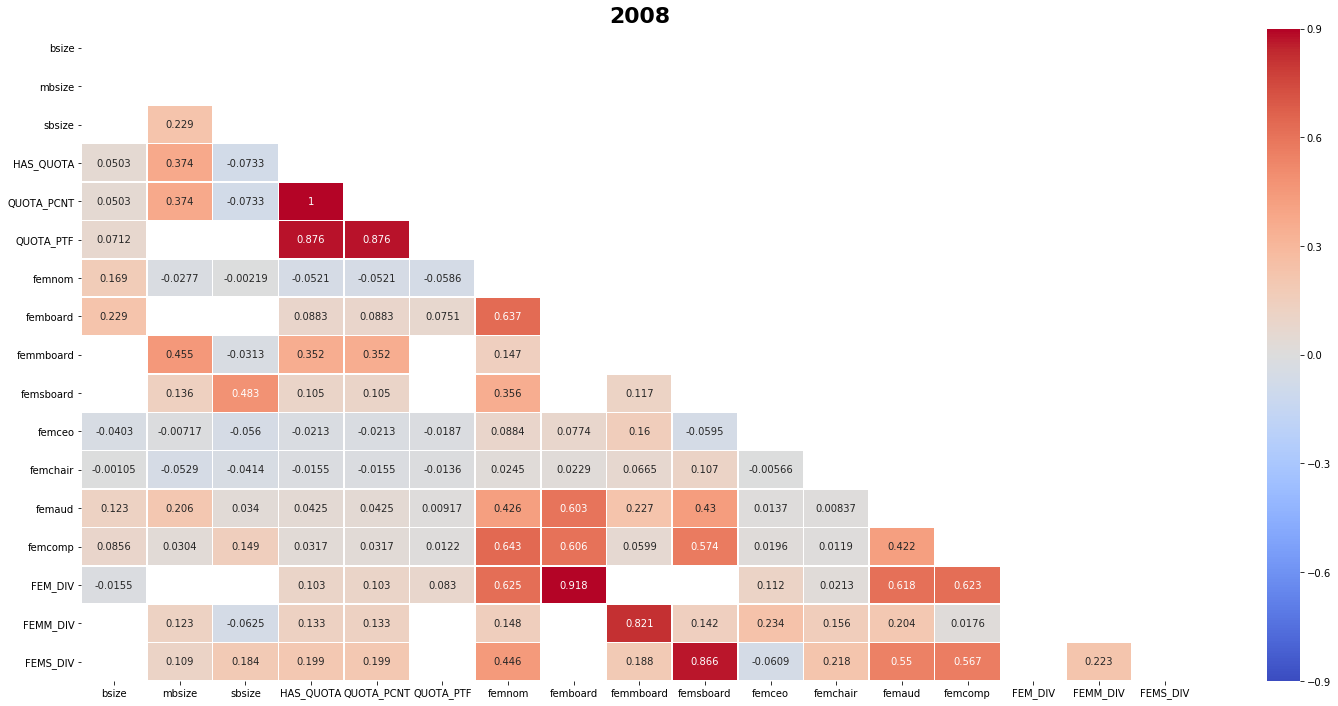 2008
bsize
mbsize
sbsize 0.229
HAS_QUOTA 0.0503 0.374 -0.0733
QUOTA_PCNT 0.0503 0.374 -0.0733 1
QUOTA_PTF 0.0712 0.876 0.876
femnom 0.169 -0.0277 -0.00219 -0.0521 -0.0521 -0.0586
femboard 0.229 0.0883 0.0883 0.0751 0.637
femmboard 0.455 -0.0313 0.352 0.352 0.147
femsboard 0.136 0.483 0.105 0.105 0.356 0.117
femceo -0.0403 -0.00717 -0.056 -0.0213 -0.0213 -0.0187 0.0884 0.0774 0.16 -0.0595
femchair -0.00105 -0.0529 -0.0414 -0.0155 -0.0155 -0.0136 0.0245 0.0229 0.0665 0.107 -0.00566
femaud 0.123 0.206 0.034 0.0425 0.0425 0.00917 0.426 0.603 0.227 0.43 0.0137 0.00837
femcomp 0.0856 0.0304 0.149 0.0317 0.0317 0.0122 0.643 0.606 0.0599 0.574 0.0196 0.0119 0.422
FEM_DIV -0.0155 0.103 0.103 0.083 0.625 0.918 0.112 0.0213 0.618 0.623
FEMM_DIV 0.123 -0.0625 0.133 0.133 0.148 0.821 0.142 0.234 0.156 0.204 0.0176
FEMS_DIV 0.109 0.184 0.199 0.199 0.446 0.188 0.866 -0.0609 0.218 0.55 0.567 0.223
bsize mbsize sbsize HAS_QUOTA QUOTA_PCNT QUOTA_PTF femnom femboard femmboard femsboard femceo femchair femaud femcomp FEM_DIV FEMM_DIV FEMS_DIV
0.9
0.6
0.3
0.0
−0.3
−0.6
−0.9